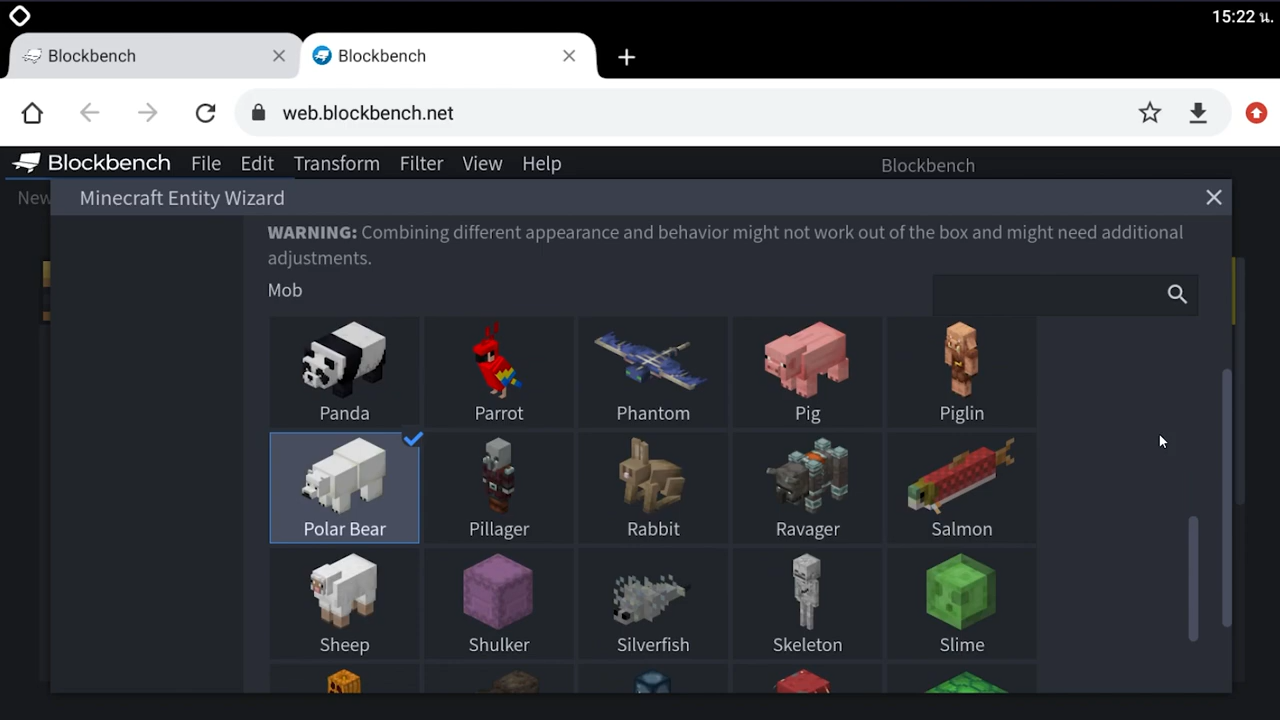 15:22 น.
Blockbench
Blockbench
web.blockbench.net
Blockbench File Edit Transform Filter View Help Blockbench
New
Minecraft Entity Wizard
WARNING: Combining different appearance and behavior might not work out of the box and might need additional
adjustments.
Mob
Panda Parrot Phantom Pig Piglin
Polar Bear Pillager Rabbit Ravager Salmon
Sheep Shulker Silverfish Skeleton Slime